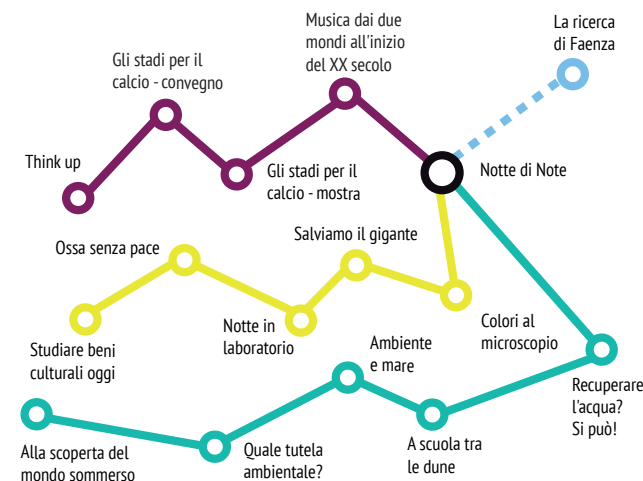 La ricerca
di Faenza
Musica dai due
mondi all'inizio
del XX secolo
Gli stadi per il
calcio - convegno
Think up
Gli stadi per il
calcio - mostra
Notte di Note
Ossa senza pace
Salviamo il gigante
Notte in
laboratorio
Colori al
microscopio
Studiare beni
culturali oggi
Ambiente
e mare
Recuperare
l'acqua?
Si può!
Alla scoperta del
mondo sommerso
Quale tutela
ambientale?
A scuola tra
le dune